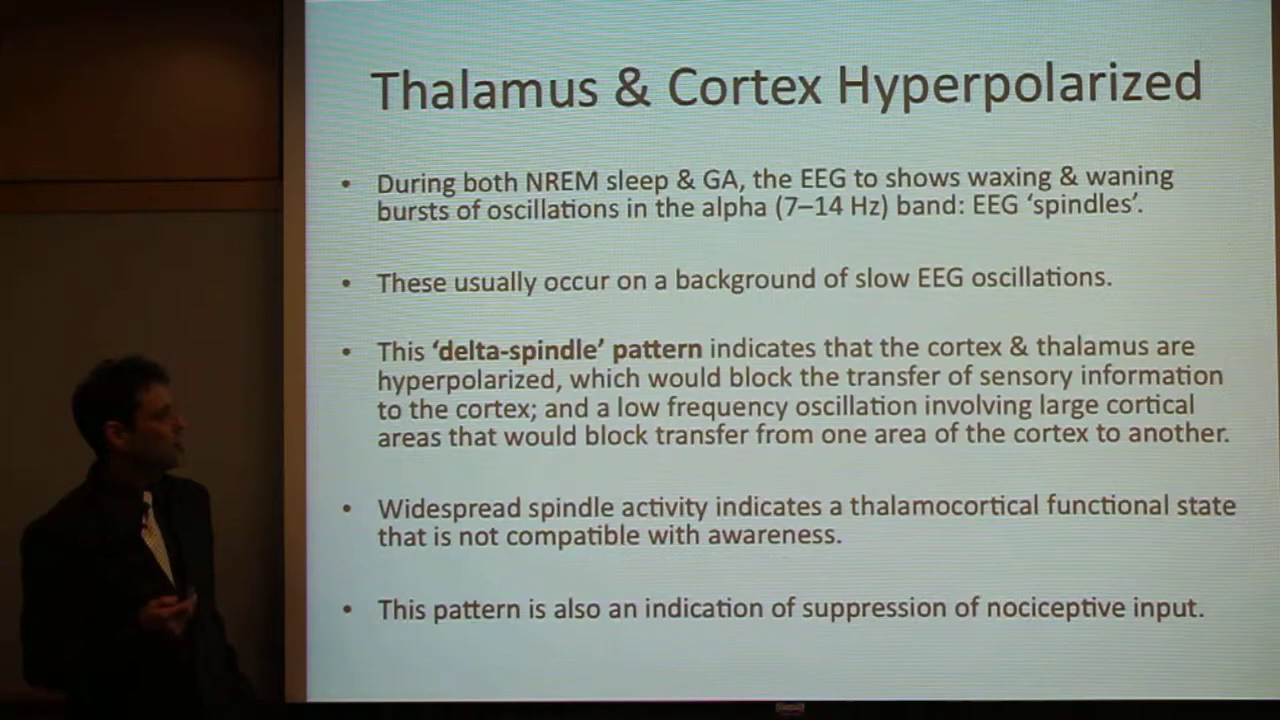 Thalamus & Cortex Hyperpolarized
• During both NREM sleep & GA, the EEG to shows waxing & waning
bursts of oscillations in the alpha (7–14 Hz) band: EEG ‘spindles’.
• These usually occur on a background of slow EEG oscillations.
• This ‘delta-spindle’ pattern indicates that the cortex & thalamus are
hyperpolarized, which would block the transfer of sensory information
to the cortex; and a low frequency oscillation involving large cortical
areas that would block transfer from one area of the cortex to another.
• Widespread spindle activity indicates a thalamocortical functional state
that is not compatible with awareness.
• This pattern is also an indication of suppression of nociceptive input.